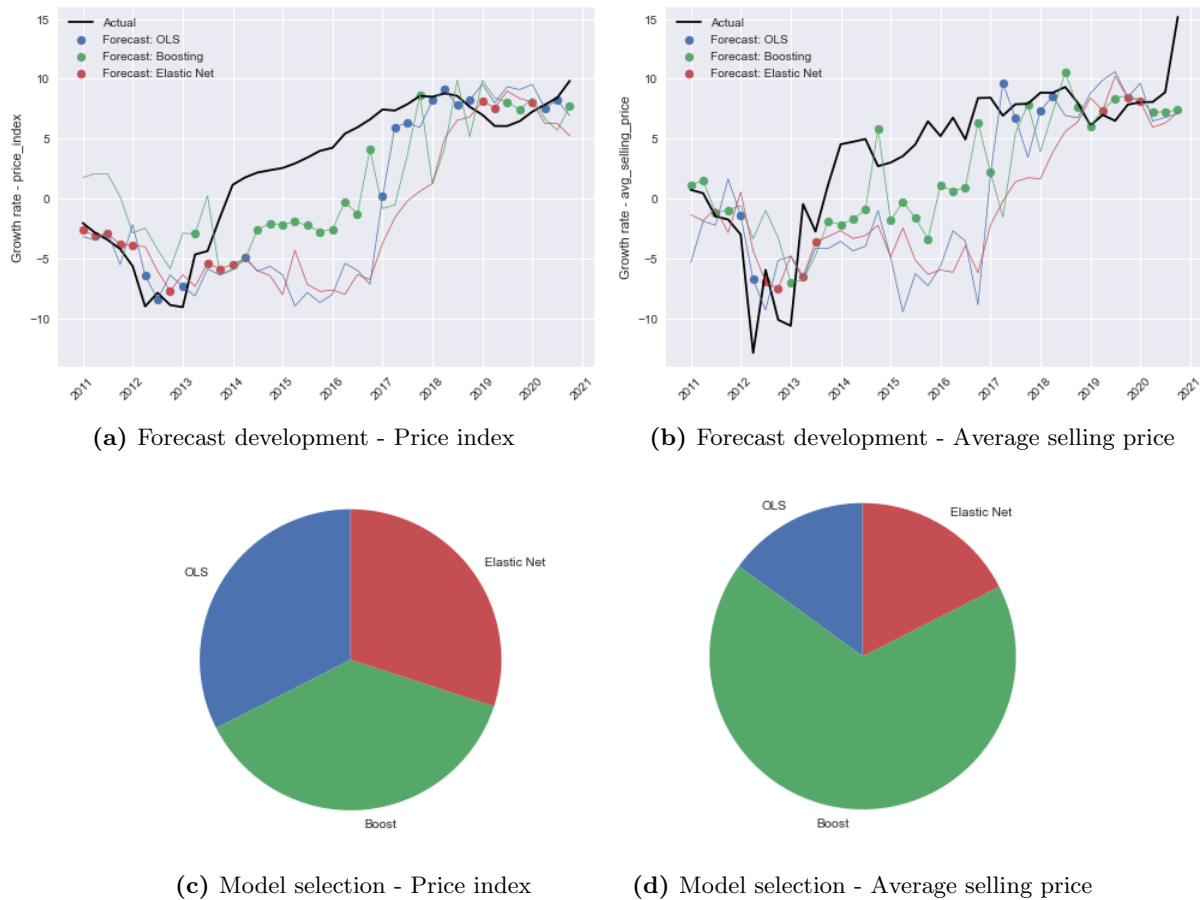 15
10
5
0
−5
−10
Growth rate - price_index
Actual
Forecast: OLS
Forecast: Boosting
Forecast: Elastic Net
2011
2012
2013
2014
2015
2016
2017
2018
2019
2020
2021
(a) Forecast development - Price index
15
10
5
0
−5
−10
Growth rate - avg_selling_price
Actual
Forecast: OLS
Forecast: Boosting
Forecast: Elastic Net
2011
2012
2013
2014
2015
2016
2017
2018
2019
2020
2021
(b) Forecast development - Average selling price
OLS
Elastic Net
Boost
(c) Model selection - Price index
OLS
Elastic Net
Boost
(d) Model selection - Average selling price